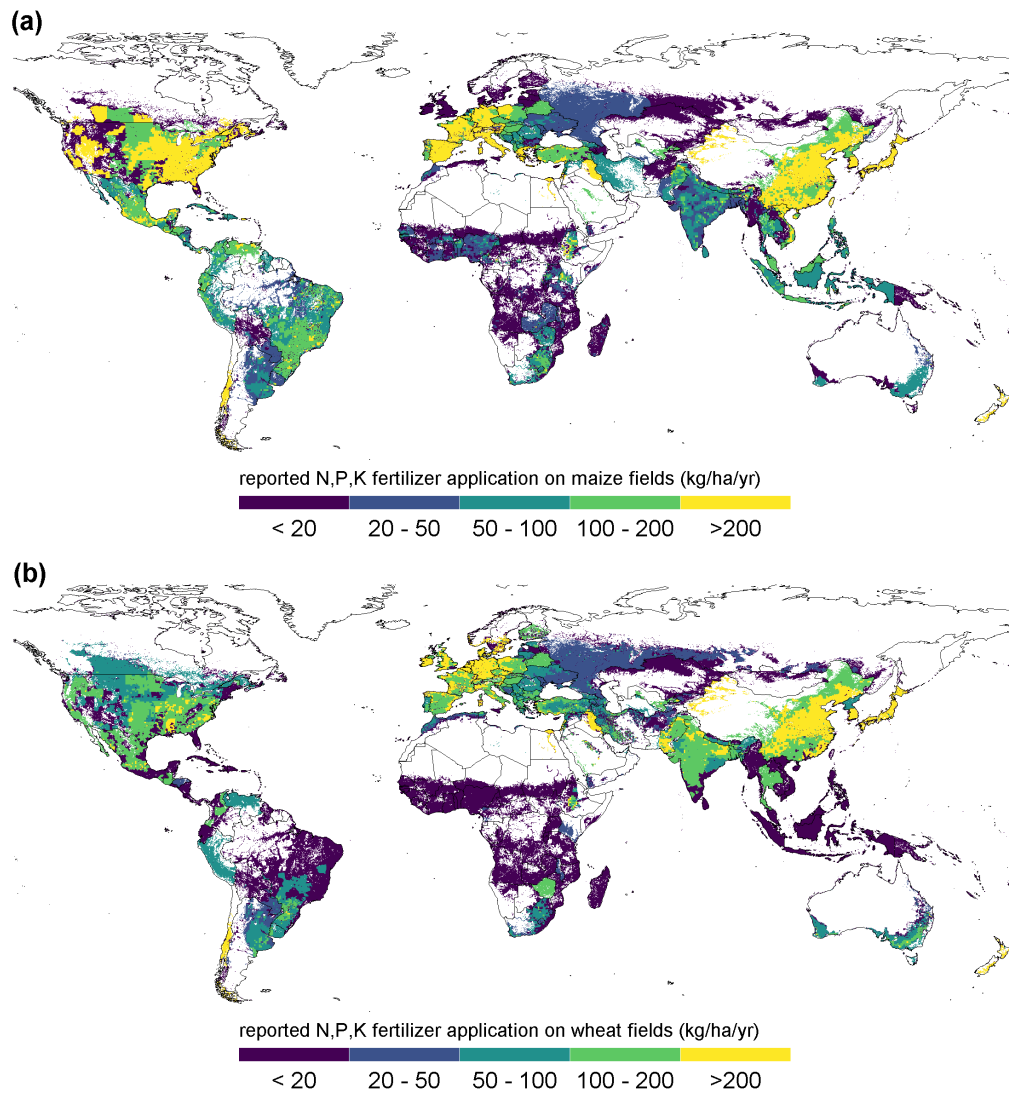 (a)
reported N,P,K fertilizer application on maize fields (kg/ha/yr)
< 20 20 - 50 50 - 100 100 - 200 >200
(b)
reported N,P,K fertilizer application on wheat fields (kg/ha/yr)
< 20 20 - 50 50 - 100 100 - 200 >200